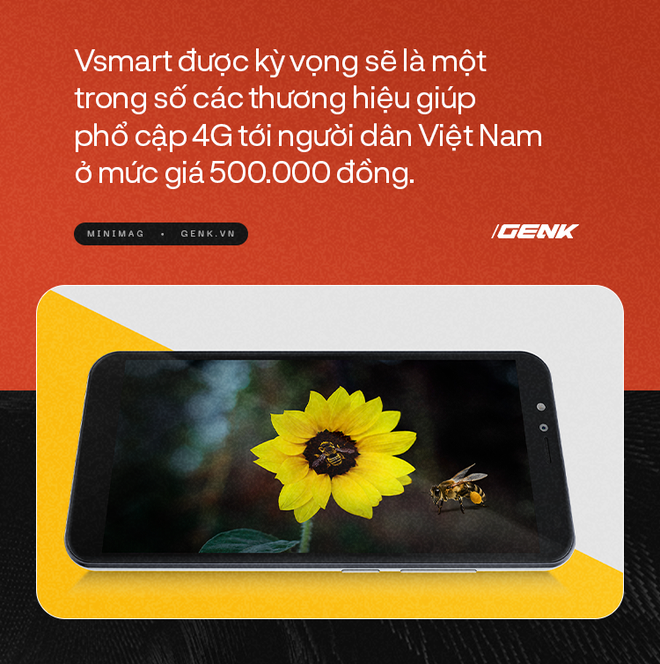 Vsmart được kỳ vọng sẽ là một
trong số các thương hiệu giúp
phổ cập 4G tới người dân Việt Nam
ở mức giá 500.000 đồng.
MINIMAG • GENK.VN
/GENK